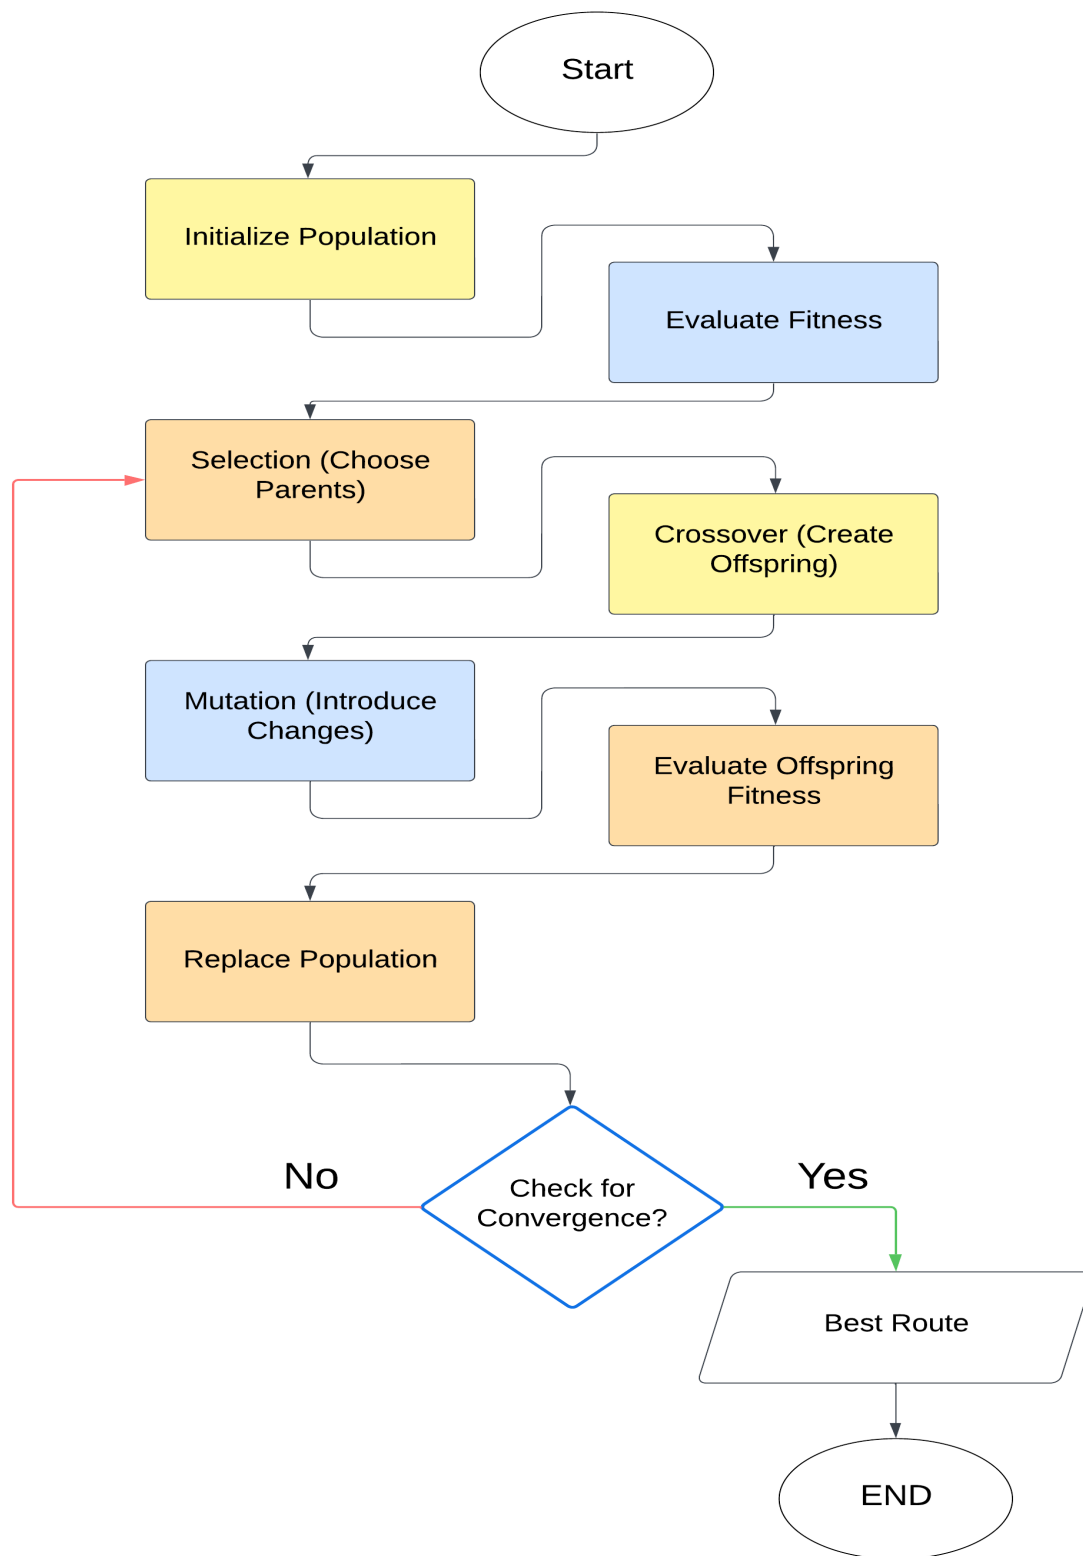 Start
Initialize Population
Evaluate Fitness
Selection (Choose
Parents)
Crossover (Create
Offspring)
Mutation (Introduce
Changes)
Evaluate Offspring
Fitness
Replace Population
No
Check for
Convergence?
Yes
Best Route
END